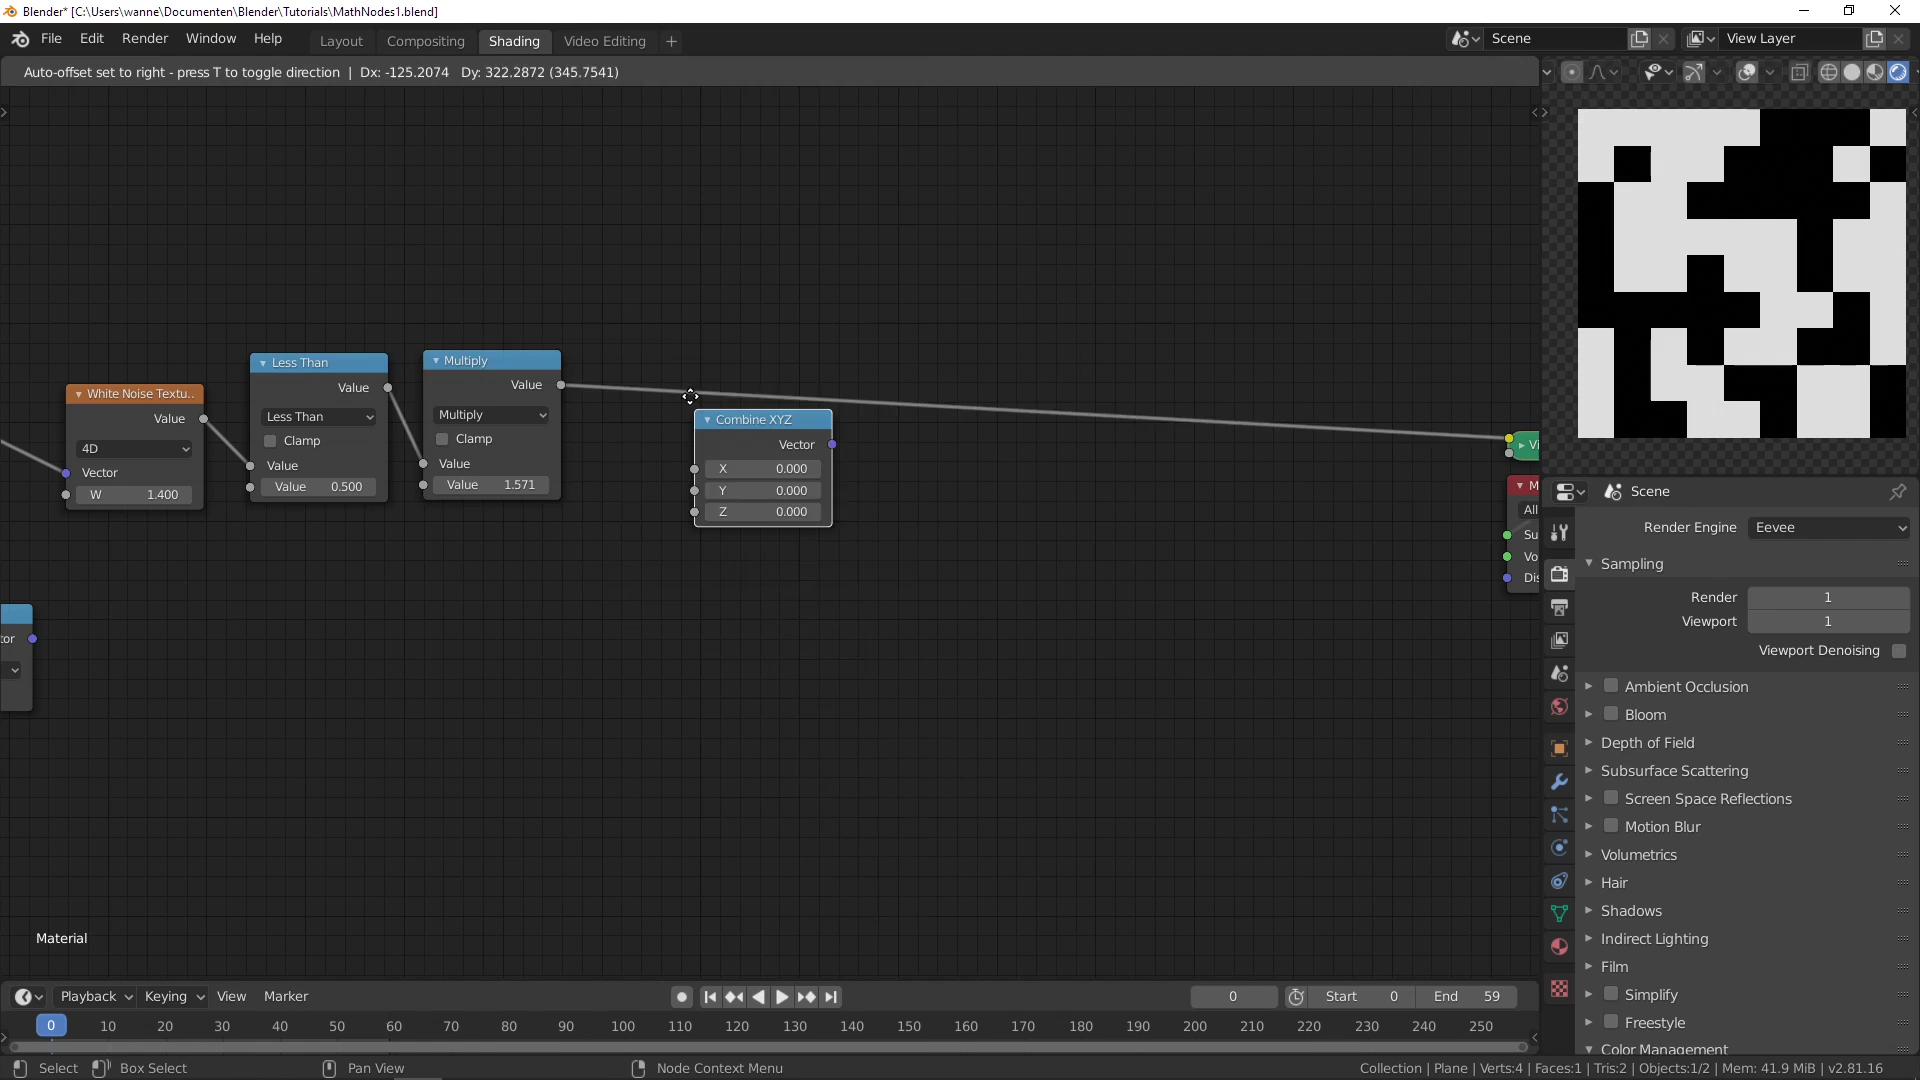 Blender* [C:\Users\wanne\Documenten\Blender\Tutorials\MathNodes1.blend]
File Edit Render Window Help Layout Compositing Shading Texture Video Editing + Scene View Layer
Auto-offset set to right - press T to toggle direction | Dx: -125.2074 Dy: 322.2872 (345.7541)
White Noise Textu..
Value
4D
Vector
W 1.400
Less Than
Value
Less Than
Clamp
Value
Value 0.500
Multiply
Value
Multiply
Clamp
Value
Value 1.571
Combine XYZ
Vector
X 0.000
Y 0.000
Z 0.000
Vi
M
All
Su
Vo
Dis
tor
Material
Scene
Render Engine Eevee
Sampling
Render 1
Viewport 1
Viewport Denoising
Ambient Occlusion
Bloom
Depth of Field
Subsurface Scattering
Screen Space Reflections
Motion Blur
Volumetrics
Hair
Shadows
Indirect Lighting
Film
Simplify
Freestyle
Color Management
Playback Keying View Marker 0 Start 0 End 59
0 10 20 30 40 50 60 70 80 90 100 110 120 130 140 150 160 170 180 190 200 210 220 230 240 250
Select Box Select Pan View Node Context Menu Collection | Plane | Verts:4 | Faces:1 | Tris:2 | Objects:1/2 | Mem: 41.9 MiB | v2.81.16